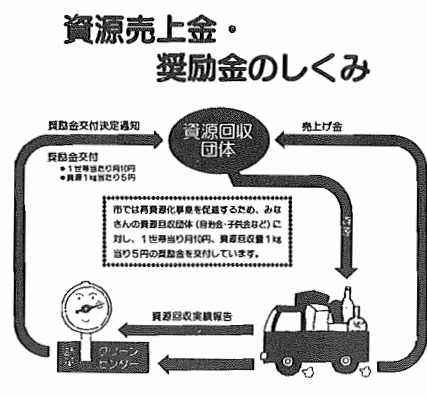 資源売上金・
奨励金のしくみ
奨励金交付決定通知
資源回収
団体
売上げ金
奨励金交付
●1世帯当たり月10円
●資源1kg当たり5円
市では再資源化事業を促進するため、みな
さんの資源回収団体(自治会・子供会など)に
対し、1世帯当り月10円、資源回収量1kg
当り5円の奨励金を交付しています。
資源
資源回収実績報告
クリーン
センター